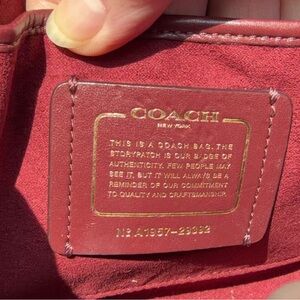 COACH
NEW YORK
THIS IS A COACH BAG. THE
STORYPATCH IS OUR BADGE OF
AUTHENTICITY. FEW PEOPLE MAY
SEE IT. BUT IT WILL ALWAYS BE A
REMINDER OF OUR COMMITMENT
TO QUALITY AND CRAFTSMANSHIP.
No A1957-29392